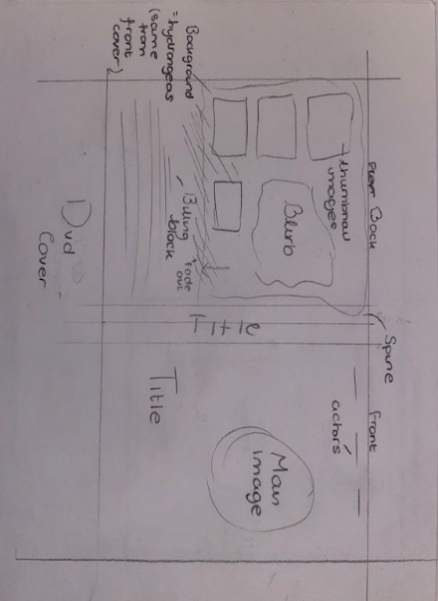 Back
Spine
Front
thumbnail
images
actors
Blurb
Main
image
Title
fade
out
Billing
block
Background
= hydrangeas
(same
from
front
cover)
Title
Dvd
Cover